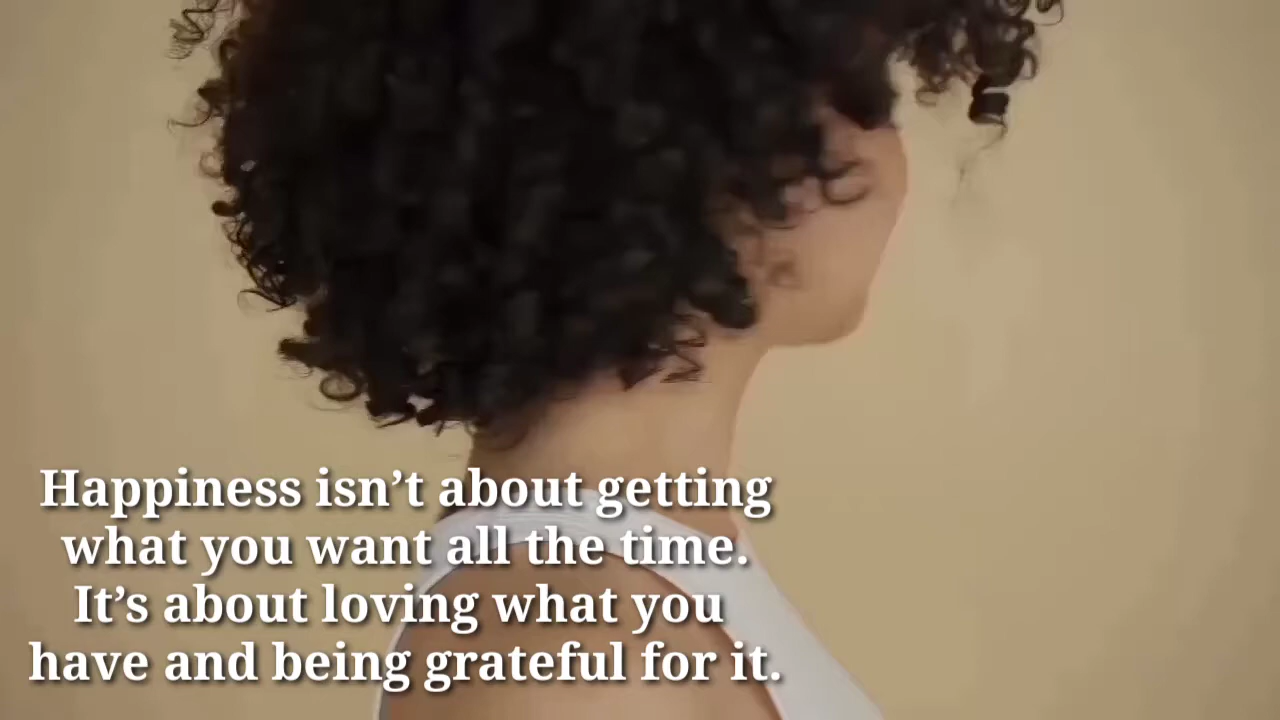 Happiness isn’t about getting
what you want all the time.
It’s about loving what you
have and being grateful for it.